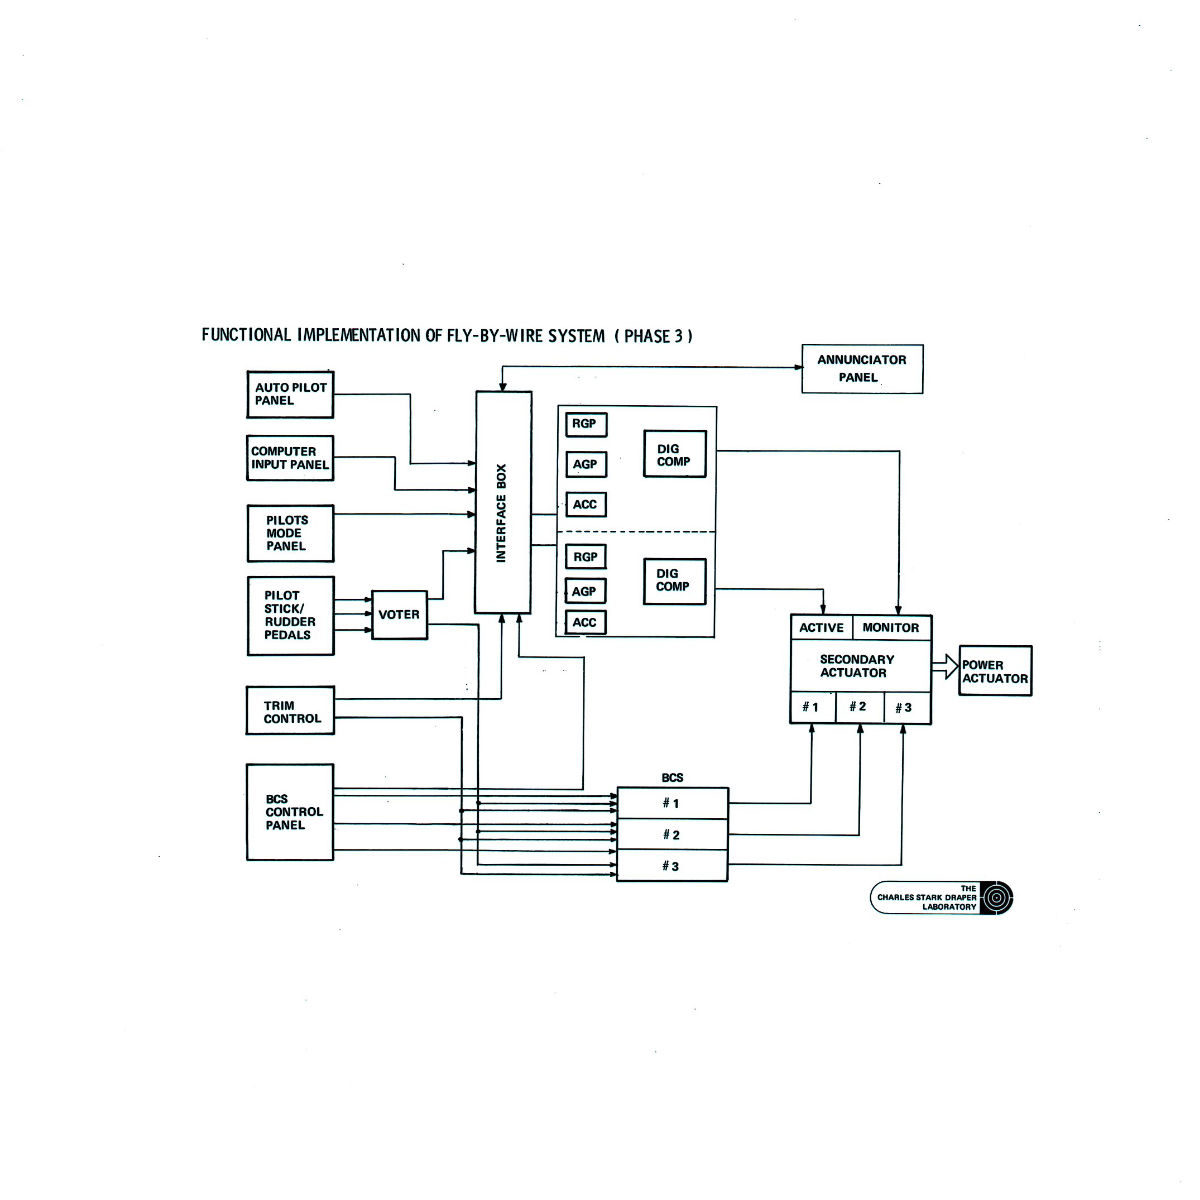 FUNCTIONAL IMPLEMENTATION OF FLY-BY-WIRE SYSTEM ( PHASE 3 )
ANNUNCIATOR
PANEL
AUTO PILOT
PANEL
COMPUTER
INPUT PANEL
PILOTS
MODE
PANEL
PILOT
STICK/
RUDDER
PEDALS
VOTER
TRIM
CONTROL
BCS
CONTROL
PANEL
INTERFACE BOX
RGP
AGP
ACC
DIG
COMP
RGP
AGP
ACC
DIG
COMP
ACTIVE
MONITOR
SECONDARY
ACTUATOR
#1
#2
#3
POWER
ACTUATOR
BCS
#1
#2
#3
THE
CHARLES STARK DRAPER
LABORATORY